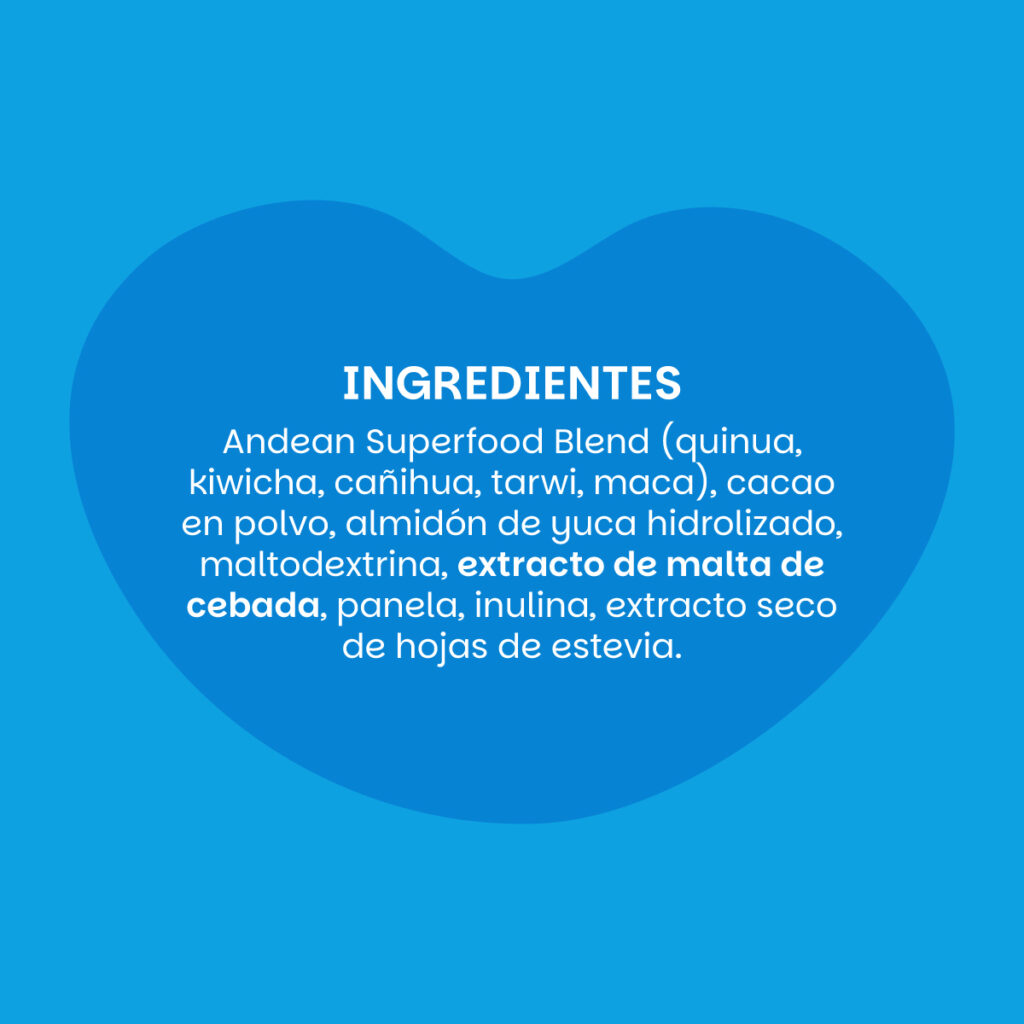 INGREDIENTES
Andean Superfood Blend (quinua,
kiwicha, cañihua, tarwi, maca), cacao
en polvo, almidón de yuca hidrolizado,
maltodextrina, extracto de malta de
cebada, panela, inulina, extracto seco
de hojas de estevia.